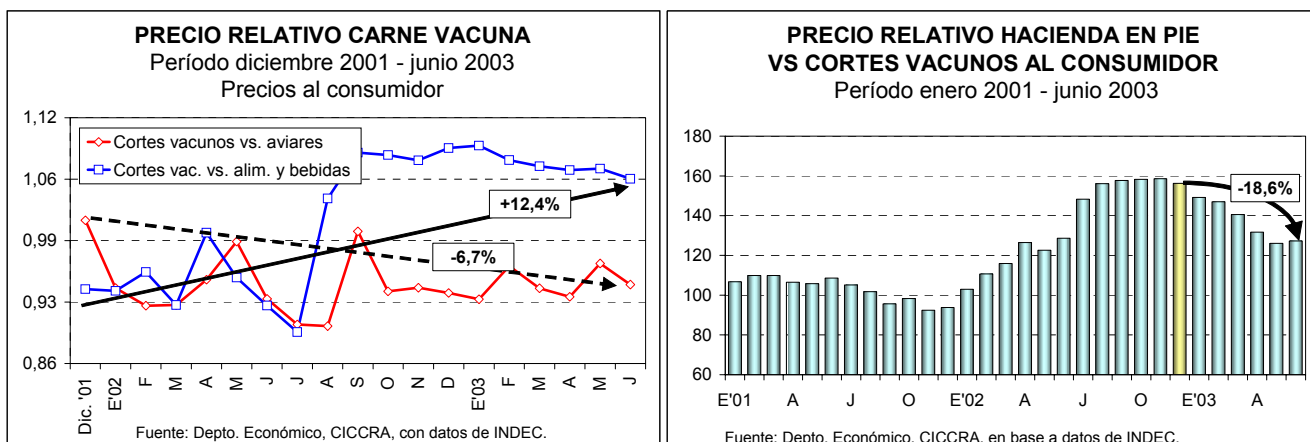 PRECIO RELATIVO CARNE VACUNA
Período diciembre 2001 - junio 2003
Precios al consumidor
1,12
1,06
0,99
0,93
0,86
Cortes vacunos vs. aviares
Cortes vac. vs. alim. y bebidas
+12,4%
-6,7%
Dic. '01
E'02
F
M
A
M
J
J
A
S
O
N
D
E'03
F
M
A
M
J
Fuente: Depto. Económico, CICCRA, con datos de INDEC.
PRECIO RELATIVO HACIENDA EN PIE
VS CORTES VACUNOS AL CONSUMIDOR
Período enero 2001 - junio 2003
180
160
140
120
100
80
60
-18,6%
E'01
A
J
O
E'02
A
J
O
E'03
A
Fuente: Depto. Económico, CICCRA, en base a datos de INDEC.